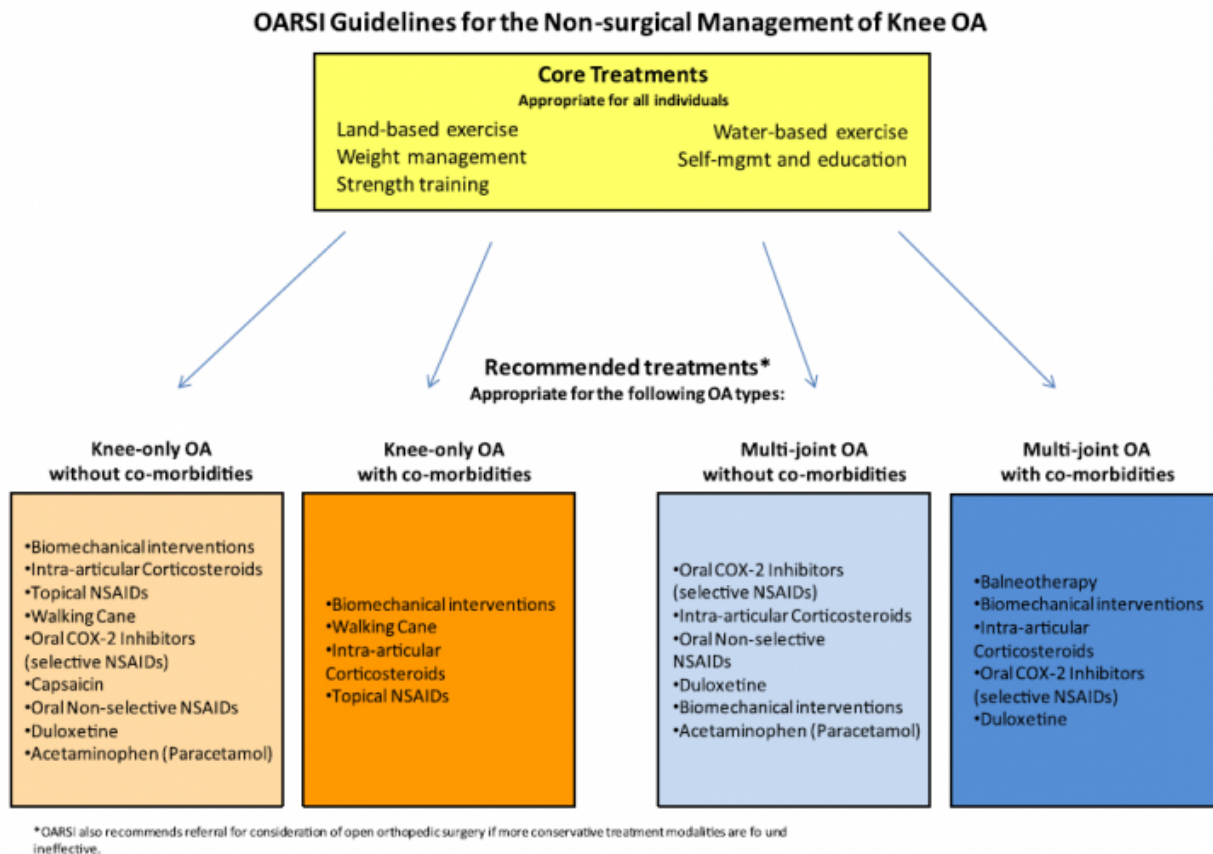 OARSI Guidelines for the Non-surgical Management of Knee OA
Core Treatments
Appropriate for all individuals
Land-based exercise
Weight management
Strength training
Water-based exercise
Self-mgmt and education
Recommended treatments*
Appropriate for the following OA types:
Knee-only OA
without co-morbidities
•Biomechanical interventions
•Intra-articular Corticosteroids
•Topical NSAIDs
•Walking Cane
•Oral COX-2 Inhibitors
(selective NSAIDs)
•Capsaicin
•Oral Non-selective NSAIDs
•Duloxetine
•Acetaminophen (Paracetamol)
Knee-only OA
with co-morbidities
•Biomechanical interventions
•Walking Cane
•Intra-articular
Corticosteroids
•Topical NSAIDs
Multi-joint OA
without co-morbidities
•Oral COX-2 Inhibitors
(selective NSAIDs)
•Intra-articular Corticosteroids
•Oral Non-selective
NSAIDs
•Duloxetine
•Biomechanical interventions
•Acetaminophen (Paracetamol)
Multi-joint OA
with co-morbidities
•Balneotherapy
•Biomechanical interventions
•Intra-articular
Corticosteroids
•Oral COX-2 Inhibitors
(selective NSAIDs)
•Duloxetine
*OARSI also recommends referral for consideration of open orthopedic surgery if more conservative treatment modalities are fo und
ineffective.